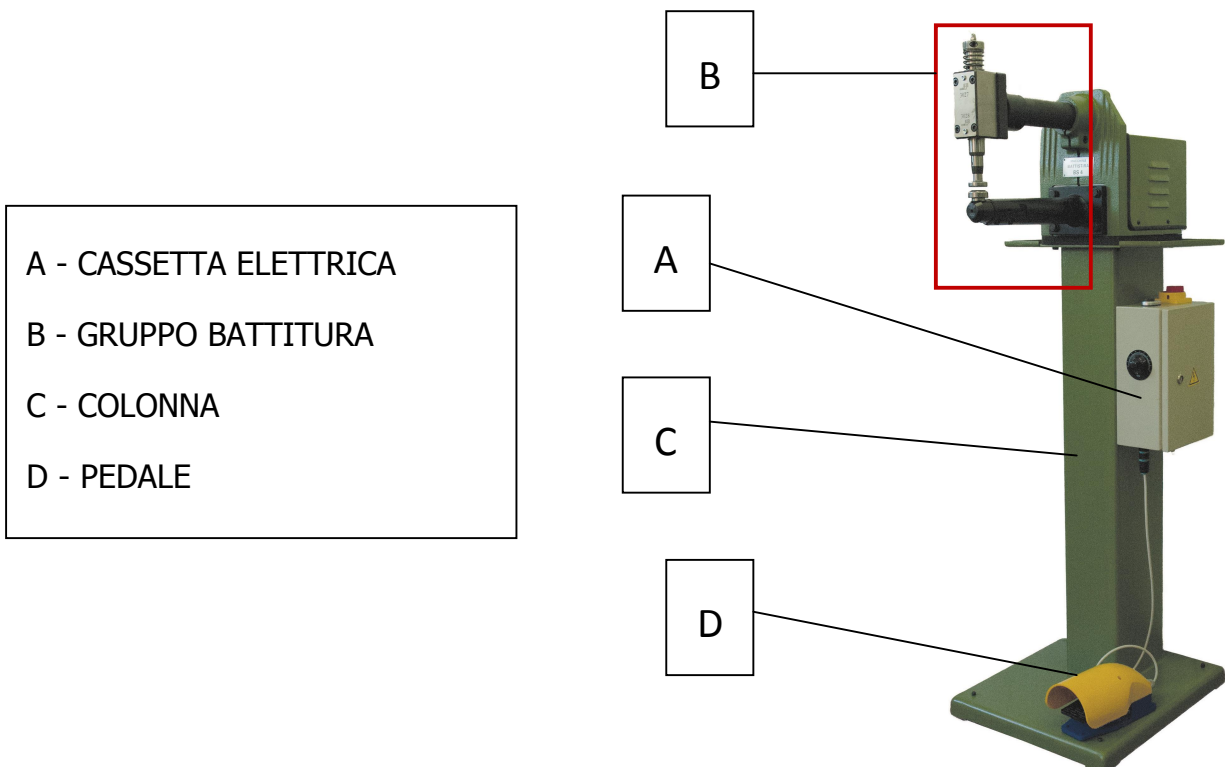 A - CASSETTA ELETTRICA
B - GRUPPO BATTITURA
C - COLONNA
D - PEDALE
B
A
C
D